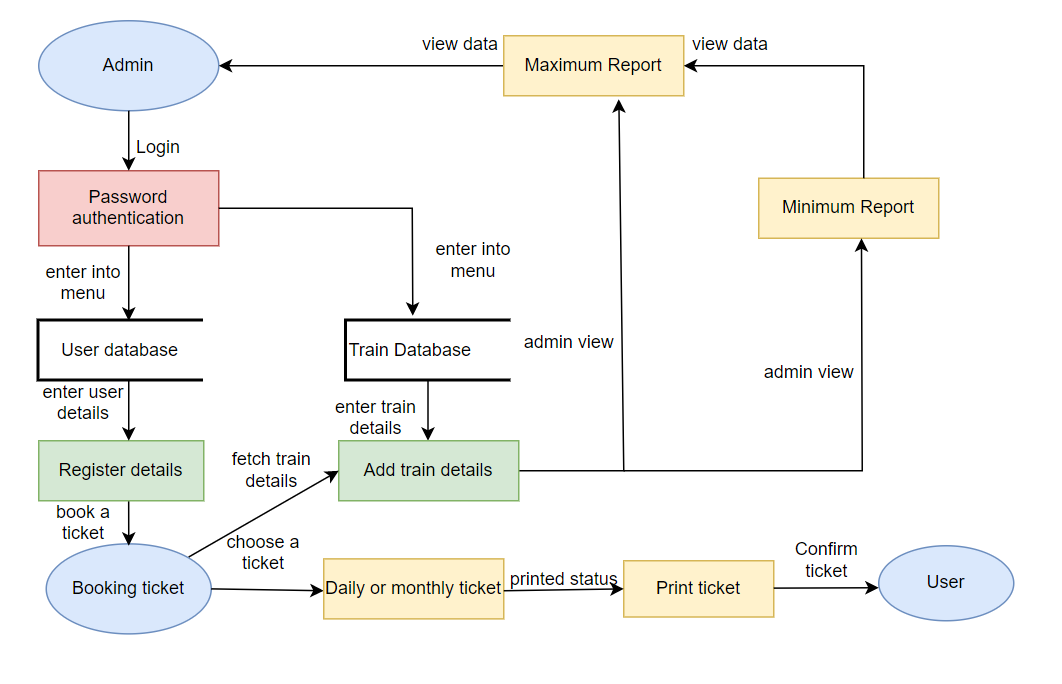 view data
view data
Admin
Maximum Report
Login
Password
authentication
Minimum Report
enter into
menu
enter into
menu
User database
Train Database
admin view
admin view
enter user
details
enter train
details
Register details
fetch train
details
Add train details
book a
ticket
choose a
ticket
Confirm
ticket
Booking ticket
Daily or monthly ticket
printed status
Print ticket
User